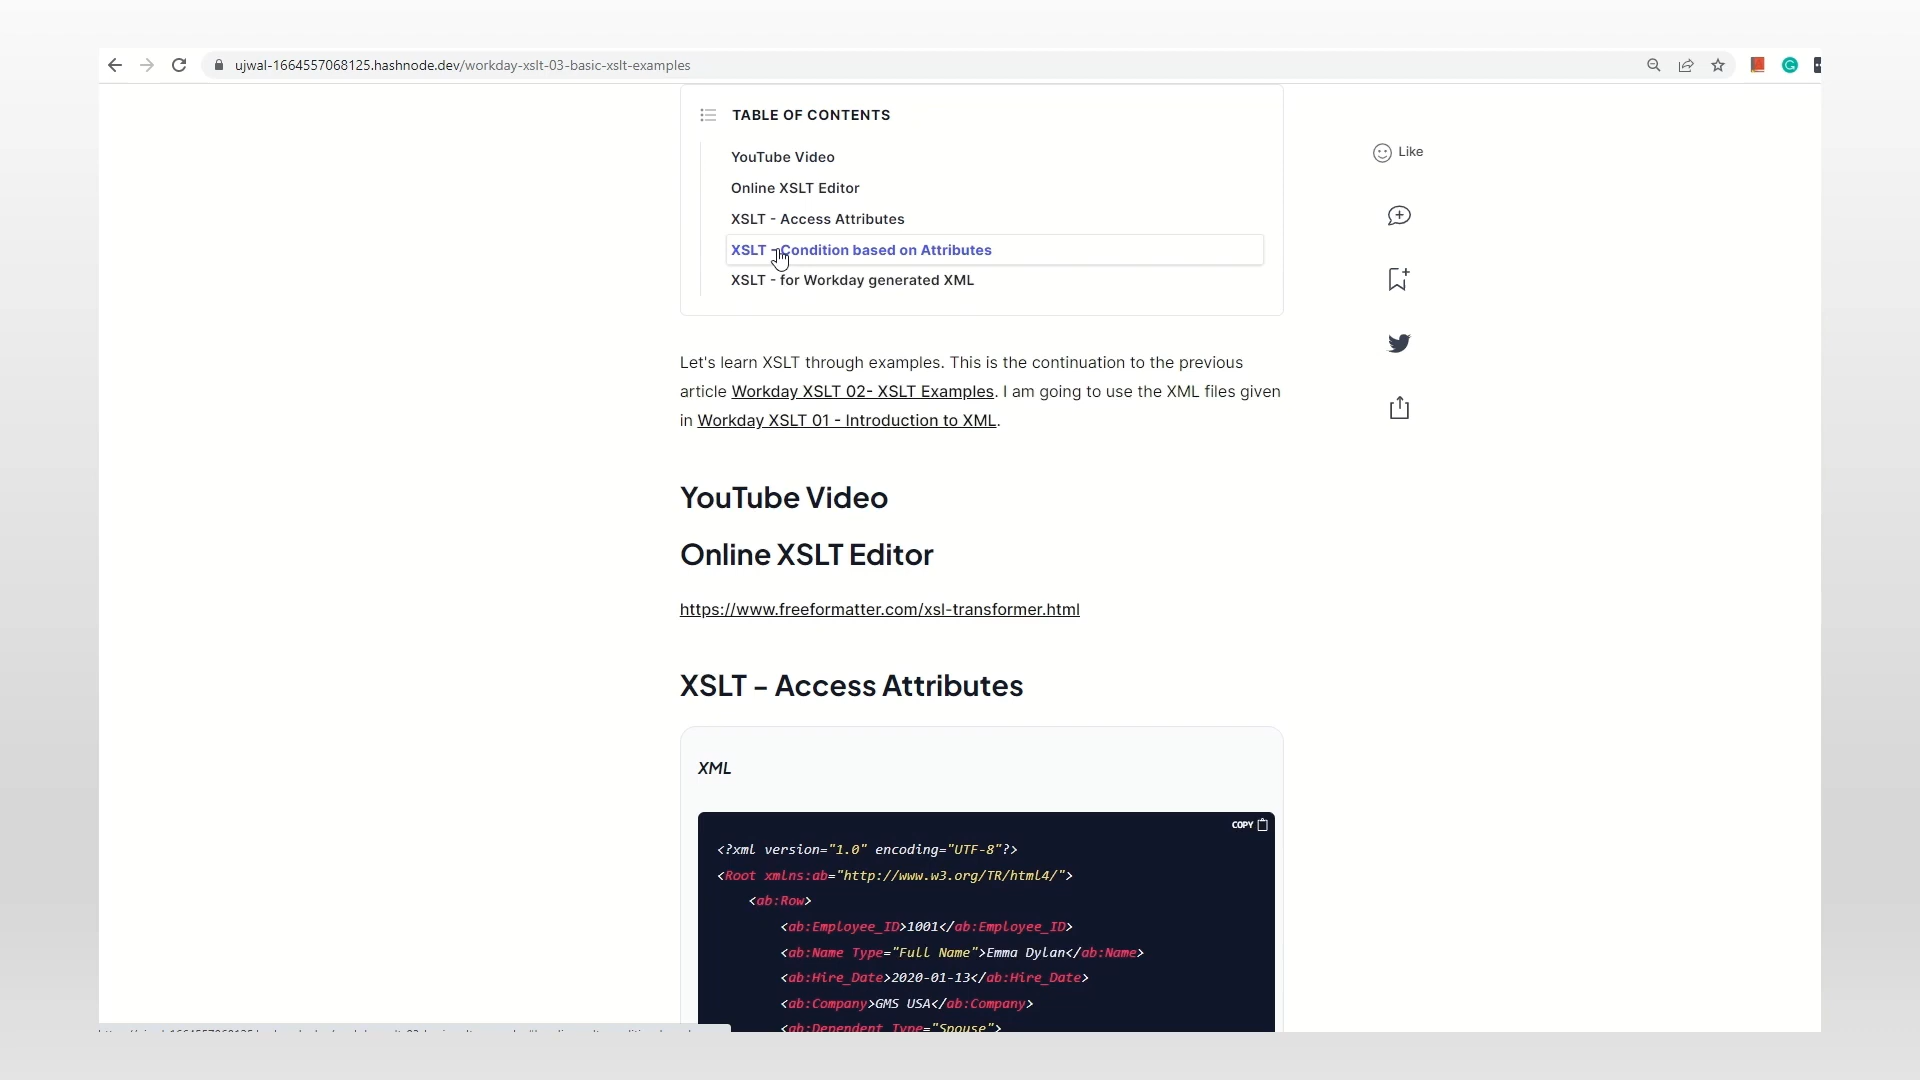 ujwal-1664557068125.hashnode.dev/workday-xslt-03-basic-xslt-examples
TABLE OF CONTENTS
YouTube Video
Online XSLT Editor
XSLT - Access Attributes
XSLT - Condition based on Attributes
XSLT - for Workday generated XML
Like
Let's learn XSLT through examples. This is the continuation to the previous
article Workday XSLT 02- XSLT Examples. I am going to use the XML files given
in Workday XSLT 01 - Introduction to XML.
YouTube Video
Online XSLT Editor
https://www.freeformatter.com/xsl-transformer.html
XSLT - Access Attributes
XML
COPY
<?xml version="1.0" encoding="UTF-8"?>
<Root xmlns:ab="http://www.w3.org/TR/html4/">
<ab:Row>
<ab:Employee_ID>1001</ab:Employee_ID>
<ab:Name Type="Full Name">Emma Dylan</ab:Name>
<ab:Hire_Date>2020-01-13</ab:Hire_Date>
<ab:Company>GMS USA</ab:Company>
<ab:Dependent Type="Spouse">